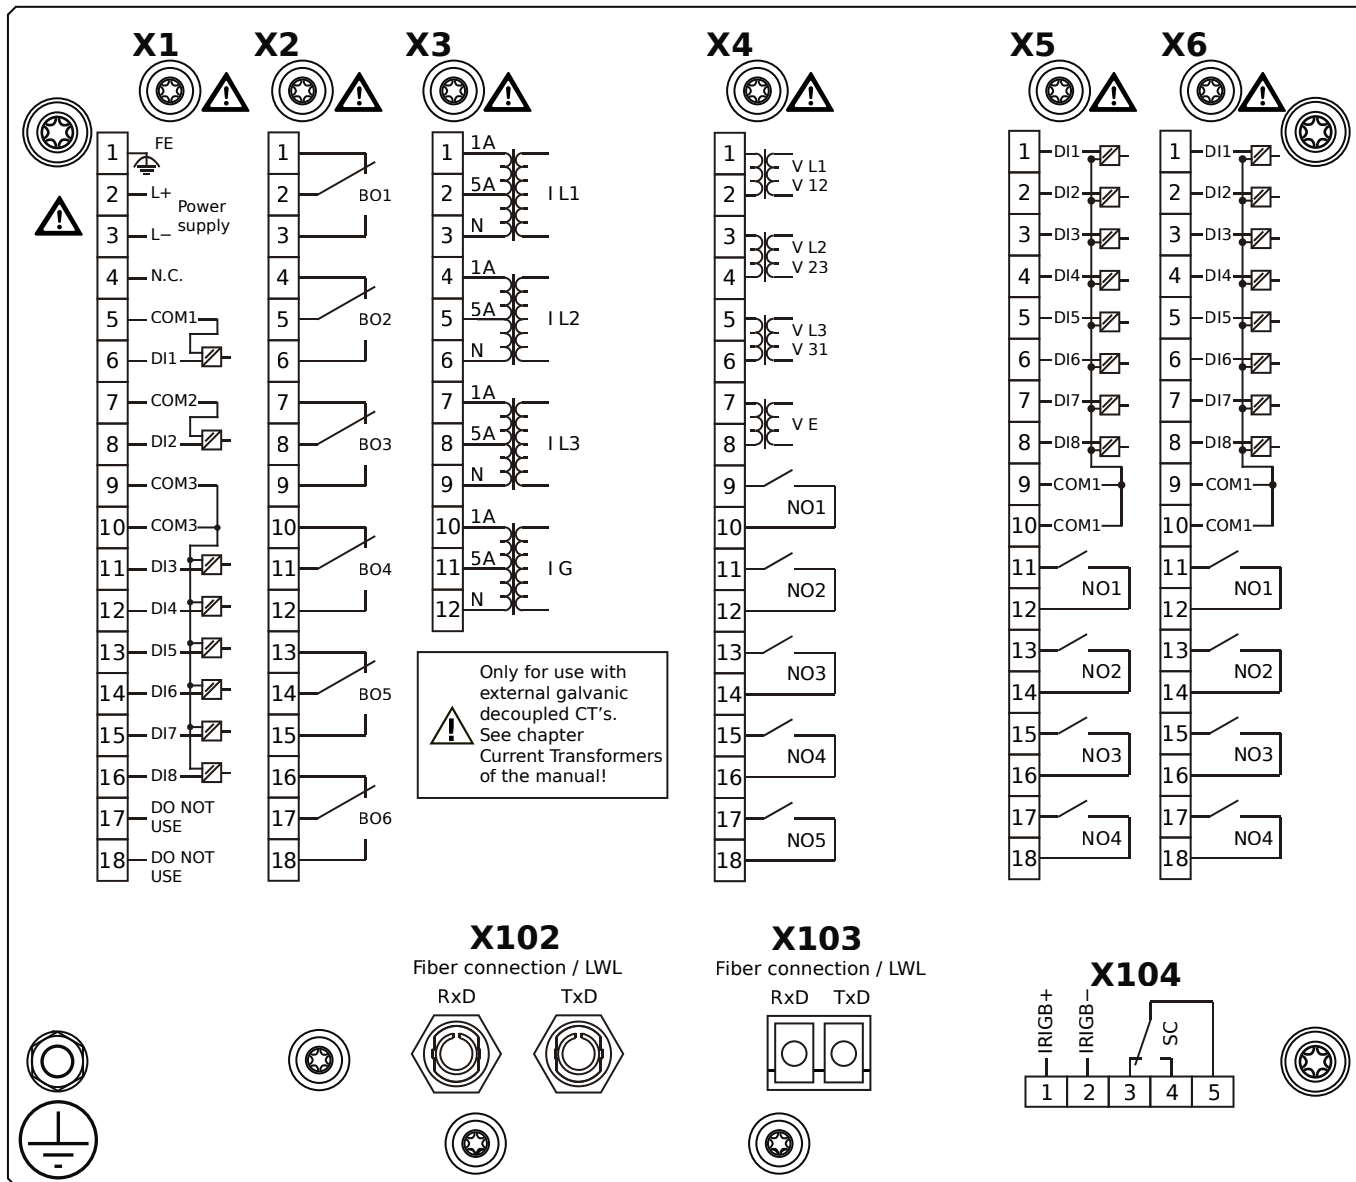 X1 X2 X3 X4 X5 X6
1 FE
2 L+
Power
supply
3 L−
4 N.C.
5 COM1
6 DI1
7 COM2
8 DI2
9 COM3
10 COM3
11 DI3
12 DI4
13 DI5
14 DI6
15 DI7
16 DI8
17 DO NOT
USE
18 DO NOT
USE
1
2 BO1
3
4
5 BO2
6
7
8 BO3
9
10
11 BO4
12
13
14 BO5
15
16
17 BO6
18
1 1A
2 5A I L1
3 N
4 1A
5 5A I L2
6 N
7 1A
8 5A I L3
9 N
10 1A
11 5A I G
12 N
Only for use with
external galvanic
decoupled CT's.
See chapter
Current Transformers
of the manual!
1 V L1
2 V 12
3 V L2
4 V 23
5 V L3
6 V 31
7
V E
8
9
NO1
10
11
NO2
12
13
NO3
14
15
NO4
16
17
NO5
18
1 DI1
2 DI2
3 DI3
4 DI4
5 DI5
6 DI6
7 DI7
8 DI8
9 COM1
10 COM1
11
NO1
12
13
NO2
14
15
NO3
16
17
NO4
18
1 DI1
2 DI2
3 DI3
4 DI4
5 DI5
6 DI6
7 DI7
8 DI8
9 COM1
10 COM1
11
NO1
12
13
NO2
14
15
NO3
16
17
NO4
18
X102
Fiber connection / LWL
RxD TxD
X103
Fiber connection / LWL
RxD TxD
X104
IRIGB+
IRIGB−
SC
1 2 3 4 5